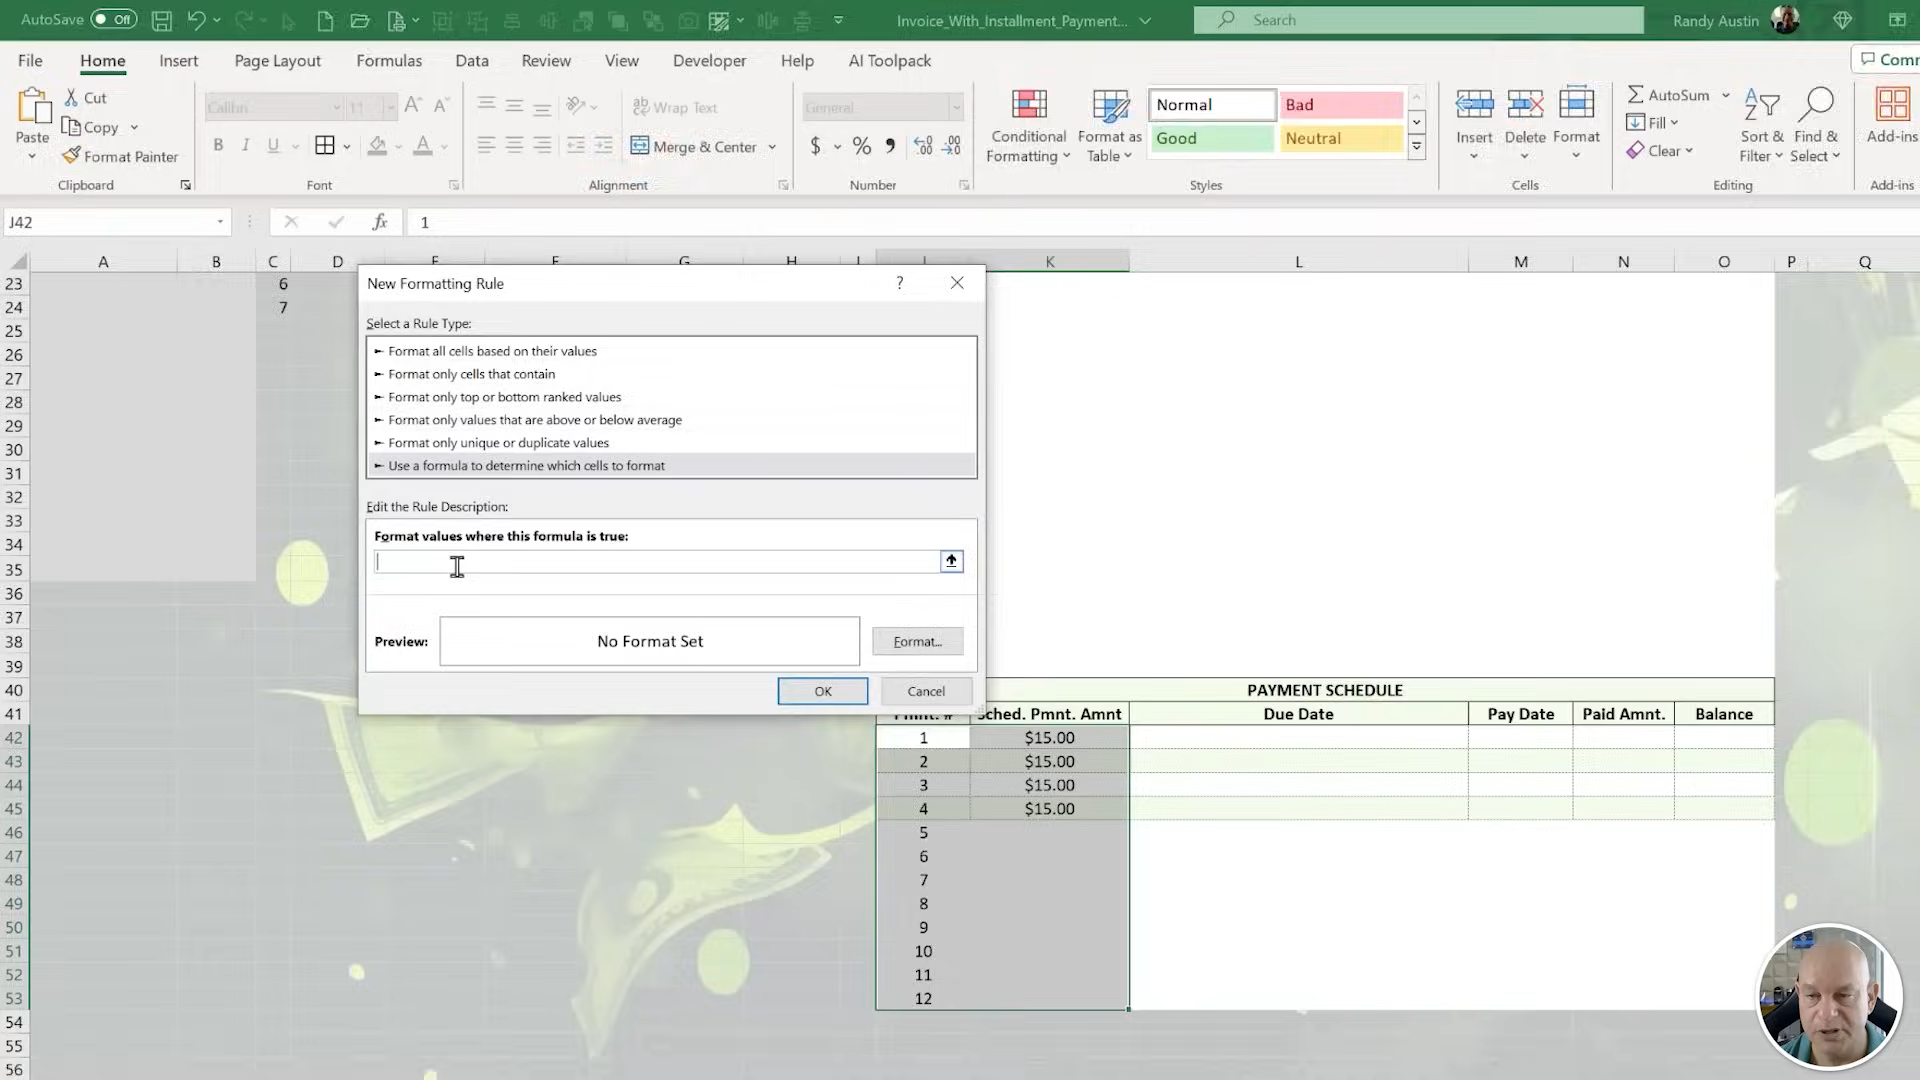 AutoSave Off Invoice_With_Installment_Payment... Search Randy Austin
File Home Insert Page Layout Formulas Data Review View Developer Help AI Toolpack Comm
Paste Cut Copy Format Painter
Calibri 11
B I U
ab Wrap Text
Merge & Center
General
$ % ,
Conditional Formatting
Format as Table
Normal Bad
Good Neutral
Insert Delete Format
AutoSum
Fill
Clear
Sort & Filter
Find & Select
Add-ins
Clipboard Font Alignment Number Styles Cells Editing Add-ins
J42 fx 1
A B C D K L M N O P Q
New Formatting Rule ?
Select a Rule Type:
► Format all cells based on their values
► Format only cells that contain
► Format only top or bottom ranked values
► Format only values that are above or below average
► Format only unique or duplicate values
► Use a formula to determine which cells to format
Edit the Rule Description:
Format values where this formula is true:
Preview: No Format Set Format...
OK Cancel
23 6
24 7
25
26
27
28
29
30
31
32
33
34
35
36
37
38
39
40 PAYMENT SCHEDULE
41 Sched. Pmnt. Amnt Due Date Pay Date Paid Amnt. Balance
42 1 $15.00
43 2 $15.00
44 3 $15.00
45 4 $15.00
46 5
47 6
48 7
49 8
50 9
51 10
52 11
53 12
54
55
56